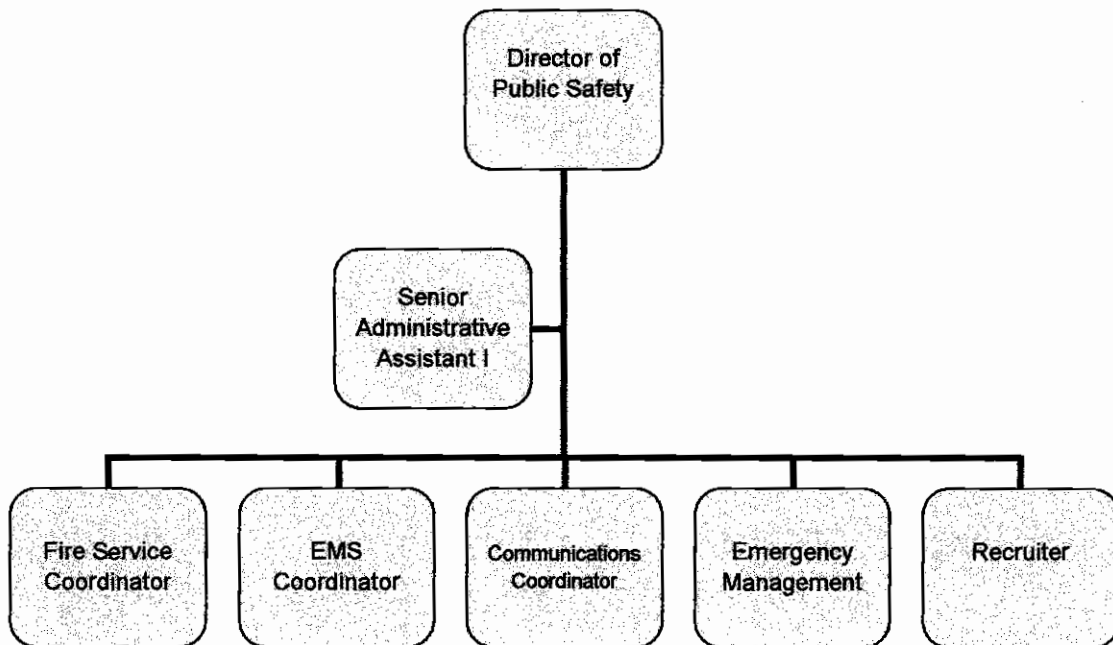 Director of
Public Safety
Senior
Administrative
Assistant I
Fire Service
Coordinator
EMS
Coordinator
Communications
Coordinator
Emergency
Management
Recruiter